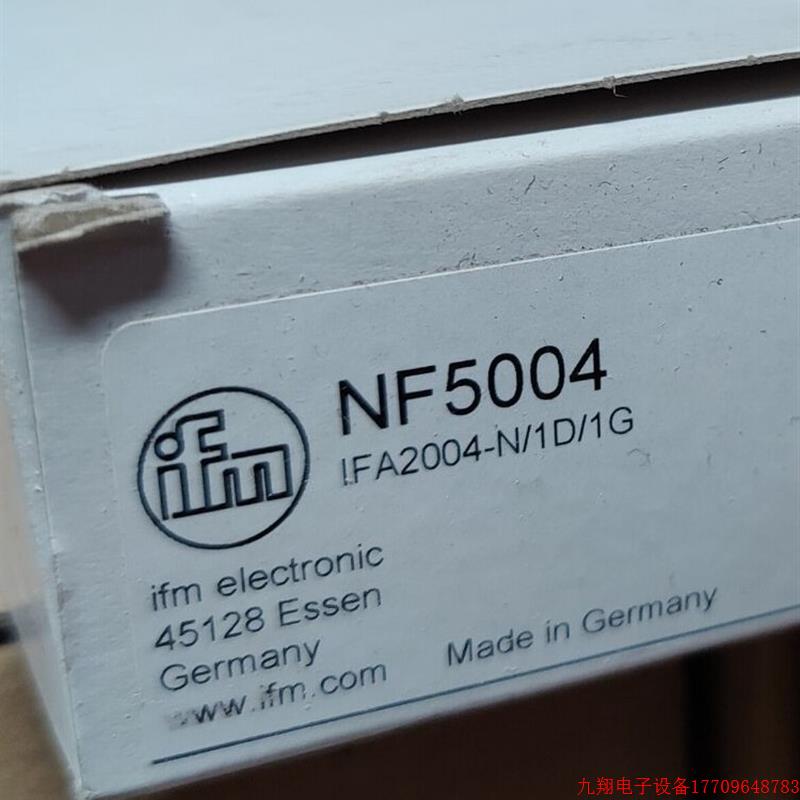 NF5004
IFA2004-N/1D/1G
ifm
ifm electronic
45128 Essen
Germany
www.ifm.com
Made in Germany
九翔电子设备17709648783